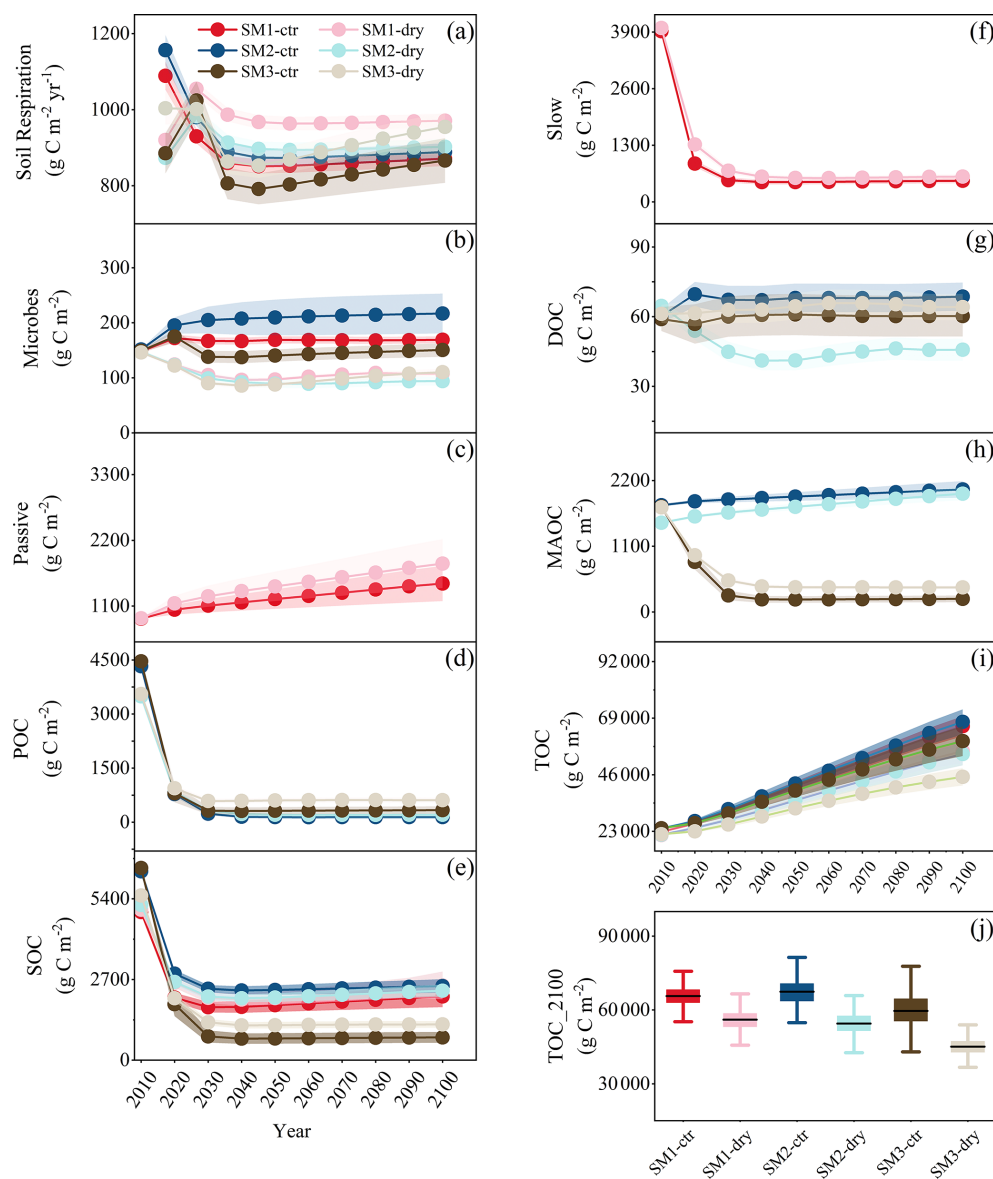 SM1-ctr SM1-dry
SM2-ctr SM2-dry
SM3-ctr SM3-dry
(a)
Soil Respiration
(g C m⁻² yr⁻¹)
1200
1000
800
(b)
Microbes
(g C m⁻²)
300
200
100
0
(c)
Passive
(g C m⁻²)
3300
2200
1100
(d)
POC
(g C m⁻²)
4500
3000
1500
0
(e)
SOC
(g C m⁻²)
5400
2700
0
2010 2020 2030 2040 2050 2060 2070 2080 2090 2100
Year
(f)
Slow
(g C m⁻²)
3900
2600
1300
0
(g)
DOC
(g C m⁻²)
90
60
30
(h)
MAOC
(g C m⁻²)
2200
1100
0
(i)
TOC
(g C m⁻²)
92 000
69 000
46 000
23 000
2010 2020 2030 2040 2050 2060 2070 2080 2090 2100
(j)
TOC_2100
(g C m⁻²)
90 000
60 000
30 000
SM1-ctr SM1-dry SM2-ctr SM2-dry SM3-ctr SM3-dry